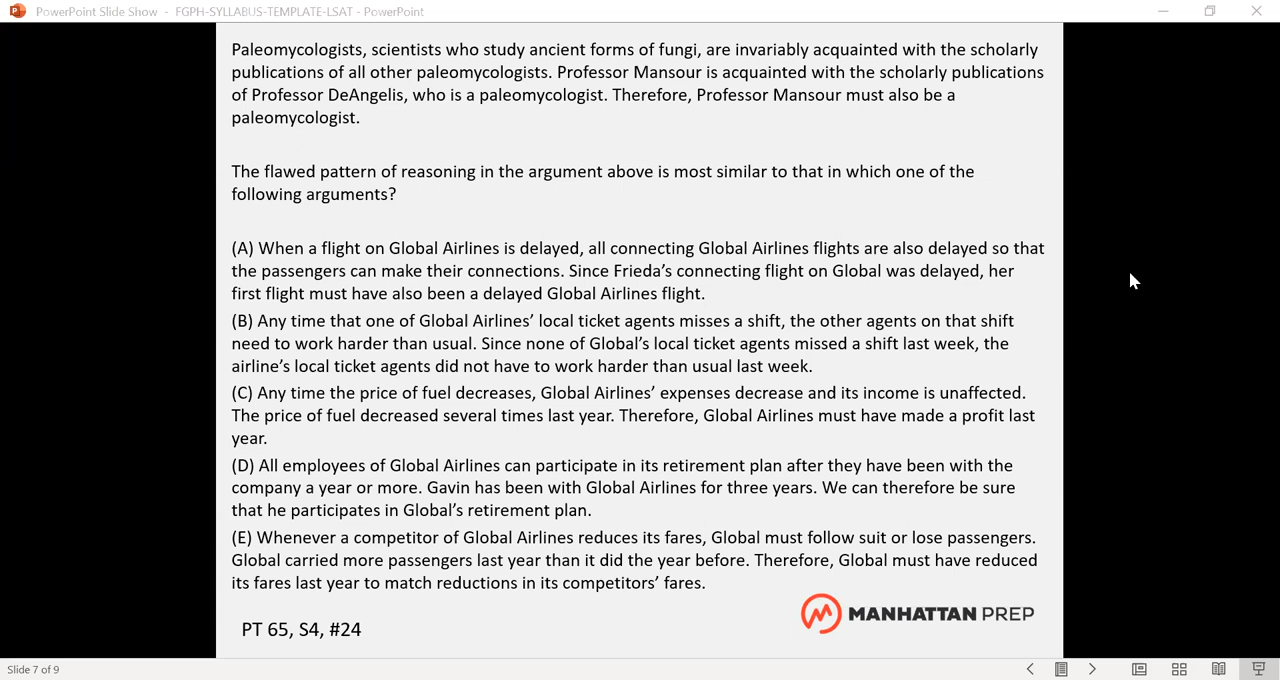 PowerPoint Slide Show - FGPH-SYLLABUS-TEMPLATE-LSAT - PowerPoint
Paleomycologists, scientists who study ancient forms of fungi, are invariably acquainted with the scholarly
publications of all other paleomycologists. Professor Mansour is acquainted with the scholarly publications
of Professor DeAngelis, who is a paleomycologist. Therefore, Professor Mansour must also be a
paleomycologist.
The flawed pattern of reasoning in the argument above is most similar to that in which one of the
following arguments?
(A) When a flight on Global Airlines is delayed, all connecting Global Airlines flights are also delayed so that
the passengers can make their connections. Since Frieda’s connecting flight on Global was delayed, her
first flight must have also been a delayed Global Airlines flight.
(B) Any time that one of Global Airlines’ local ticket agents misses a shift, the other agents on that shift
need to work harder than usual. Since none of Global’s local ticket agents missed a shift last week, the
airline’s local ticket agents did not have to work harder than usual last week.
(C) Any time the price of fuel decreases, Global Airlines’ expenses decrease and its income is unaffected.
The price of fuel decreased several times last year. Therefore, Global Airlines must have made a profit last
year.
(D) All employees of Global Airlines can participate in its retirement plan after they have been with the
company a year or more. Gavin has been with Global Airlines for three years. We can therefore be sure
that he participates in Global’s retirement plan.
(E) Whenever a competitor of Global Airlines reduces its fares, Global must follow suit or lose passengers.
Global carried more passengers last year than it did the year before. Therefore, Global must have reduced
its fares last year to match reductions in its competitors’ fares.
MANHATTAN PREP
PT 65, S4, #24
Slide 7 of 9